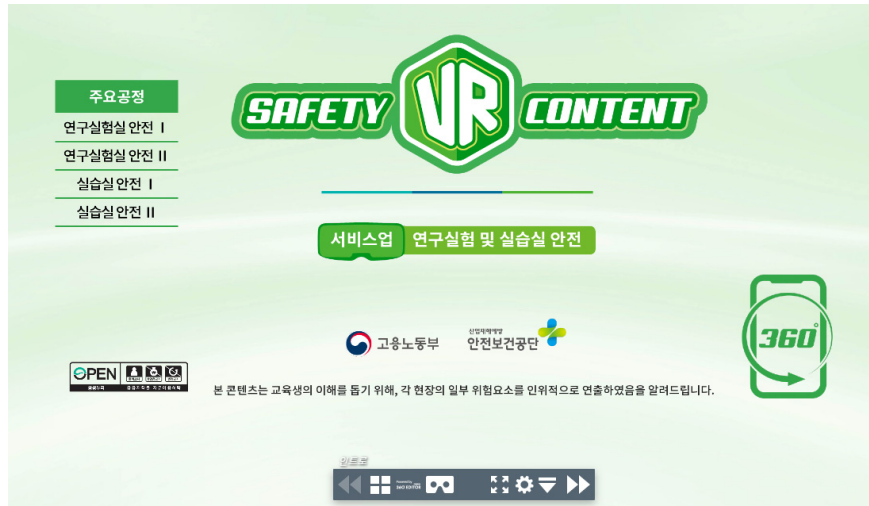 주요공정
연구실험실 안전 Ⅰ
연구실험실 안전 II
실습실 안전 Ⅰ
실습실 안전 II
SAFETY VR CONTENT
서비스업 연구실험 및 실습실 안전
고용노동부
산업재해예방
안전보건공단
360°
OPEN
본 콘텐츠는 교육생의 이해를 돕기 위해, 각 현장의 일부 위험요소를 인위적으로 연출하였음을 알려드립니다.
인트로